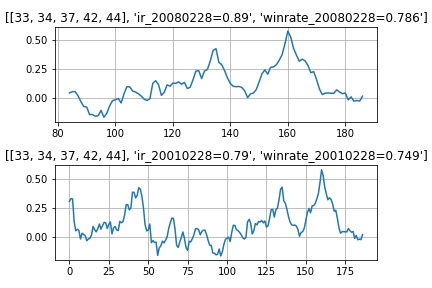 [[33, 34, 37, 42, 44], 'ir_20080228=0.89', 'winrate_20080228=0.786']
0.50
0.25
0.00
80 100 120 140 160 180
[[33, 34, 37, 42, 44], 'ir_20010228=0.79', 'winrate_20010228=0.749']
0.50
0.25
0.00
0 25 50 75 100 125 150 175